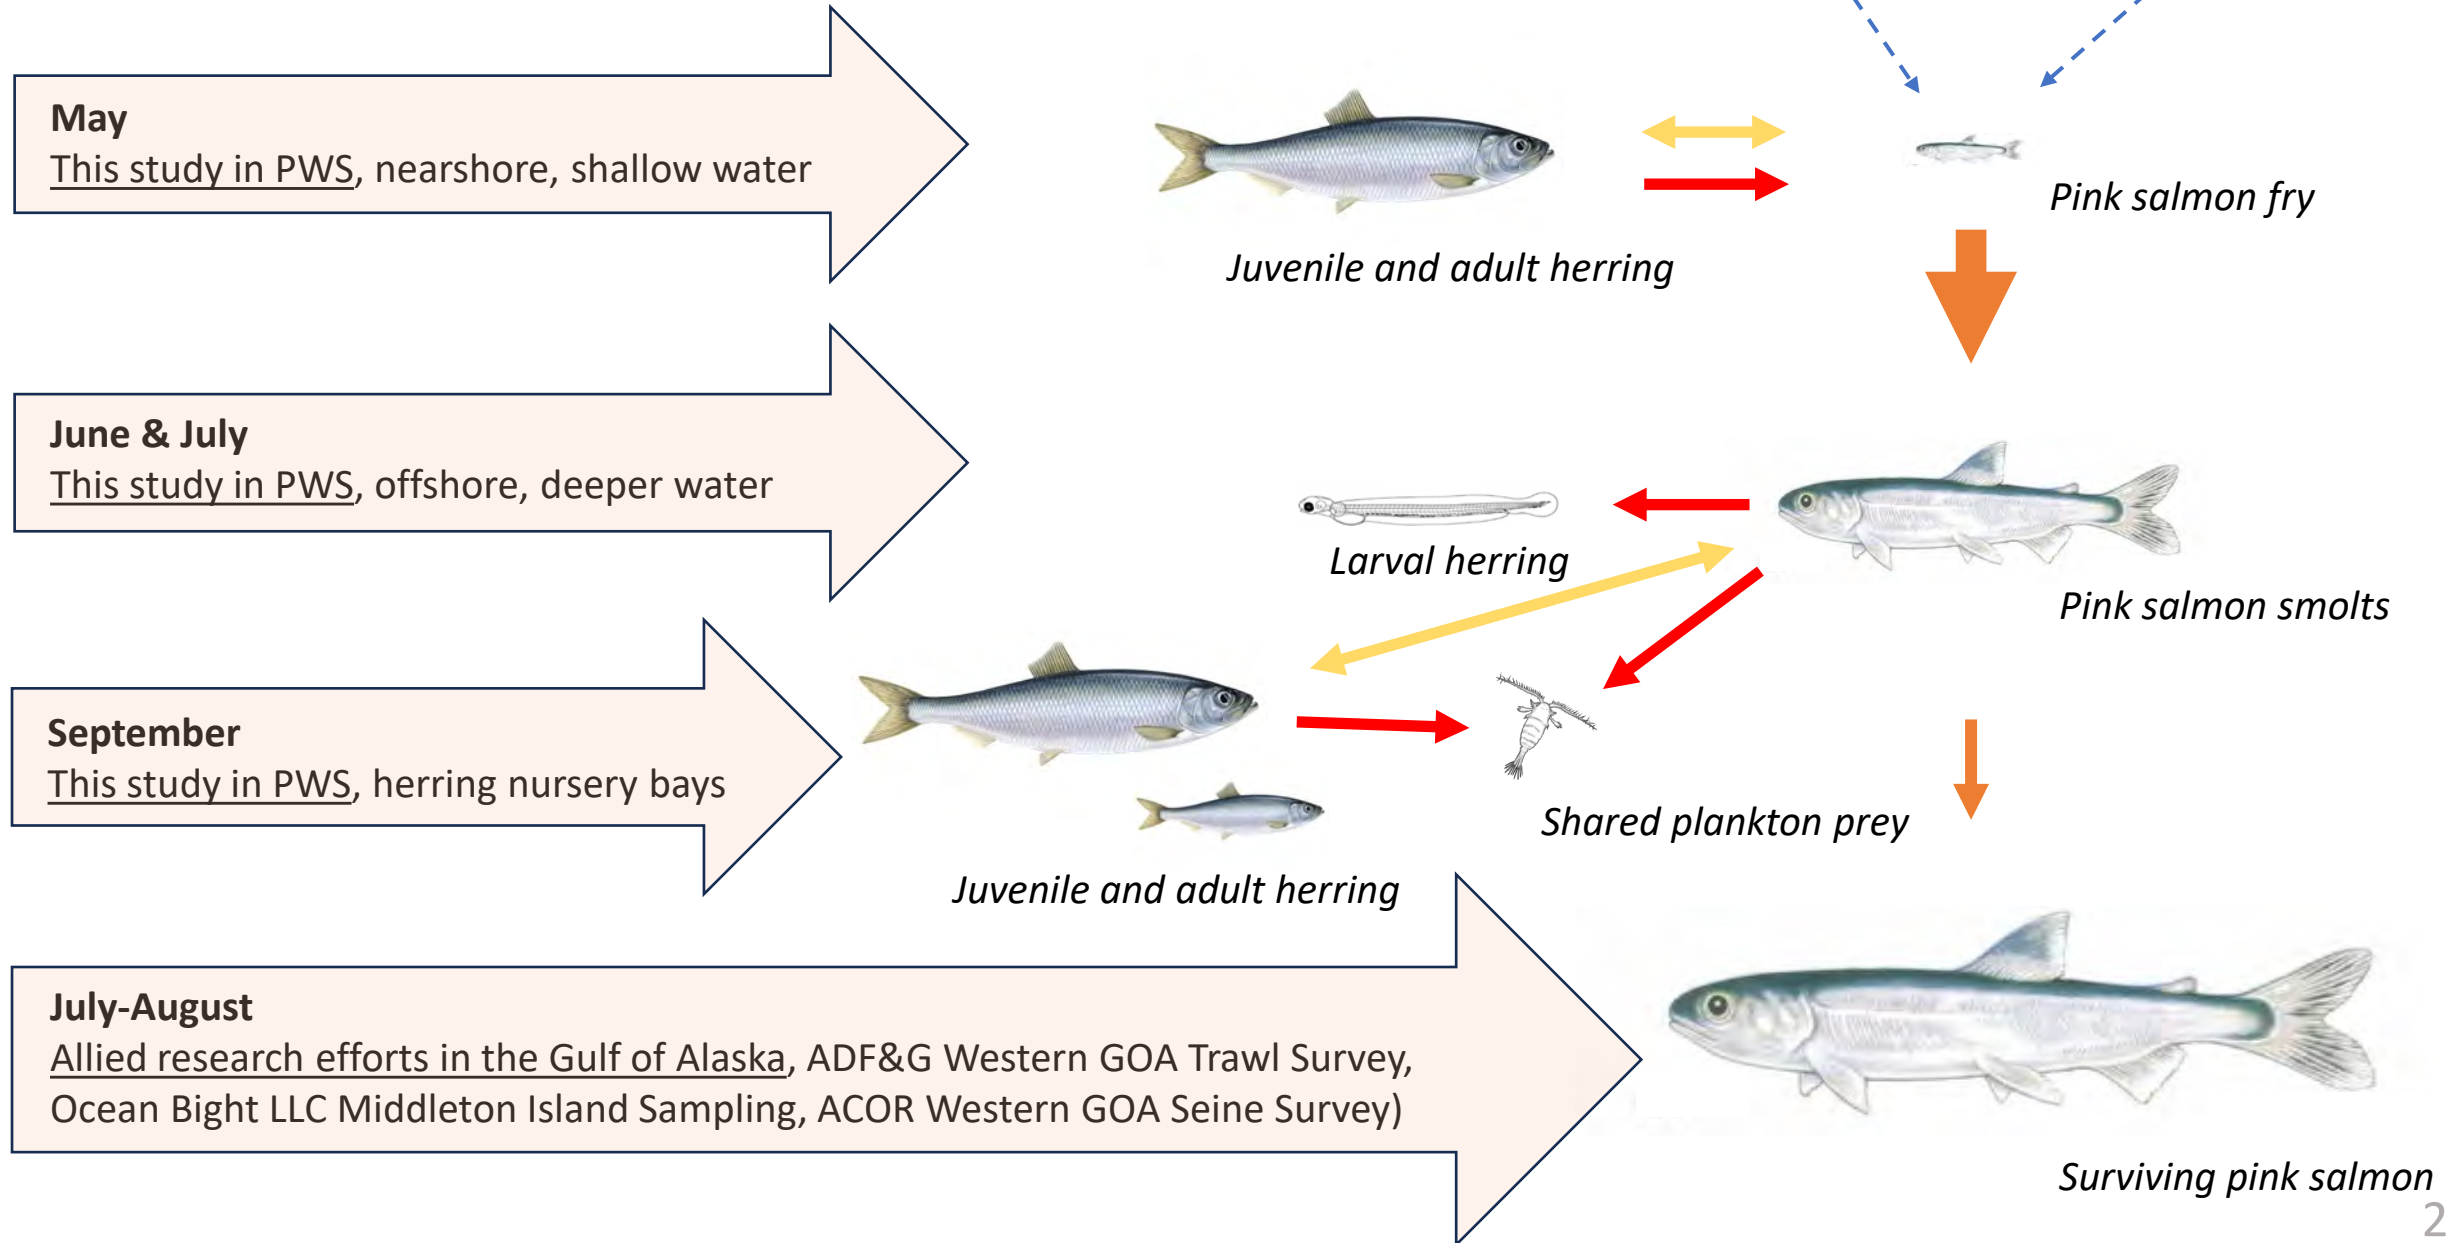 May
This study in PWS, nearshore, shallow water
Juvenile and adult herring
Pink salmon fry
June & July
This study in PWS, offshore, deeper water
Larval herring
Pink salmon smolts
September
This study in PWS, herring nursery bays
Shared plankton prey
Juvenile and adult herring
July-August
Allied research efforts in the Gulf of Alaska, ADF&G Western GOA Trawl Survey,
Ocean Bight LLC Middleton Island Sampling, ACOR Western GOA Seine Survey)
Surviving pink salmon
2